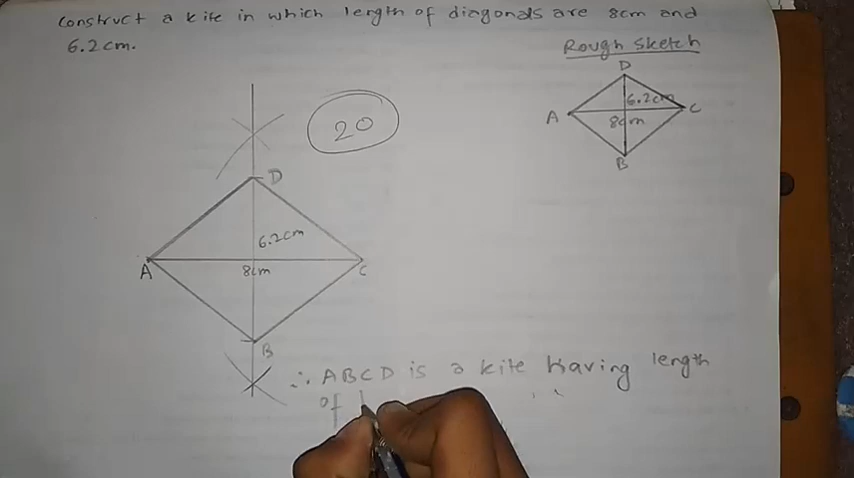 Construct a kite in which length of diagonals are 8cm and
6.2cm.
Rough Sketch
D
6.2cm
A
C
8cm
B
20
D
6.2cm
A
8cm
C
B
∴ ABCD is a kite having length
of